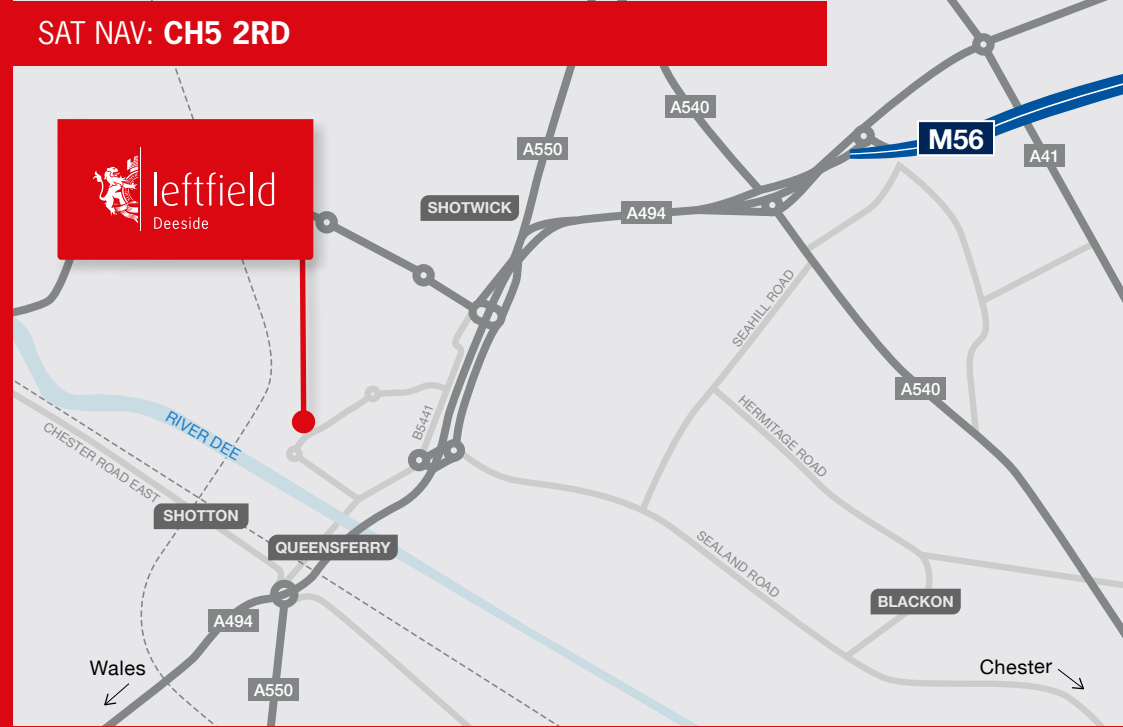 SAT NAV: CH5 2RD
leftfield
Deeside
A540
M56
A550
A41
SHOTWICK
A494
SEAHILL ROAD
A540
B5441
HERMITAGE ROAD
RIVER DEE
CHESTER ROAD EAST
SHOTTON
QUEENSFERRY
SEALAND ROAD
BLACKON
A494
Wales
Chester
A550